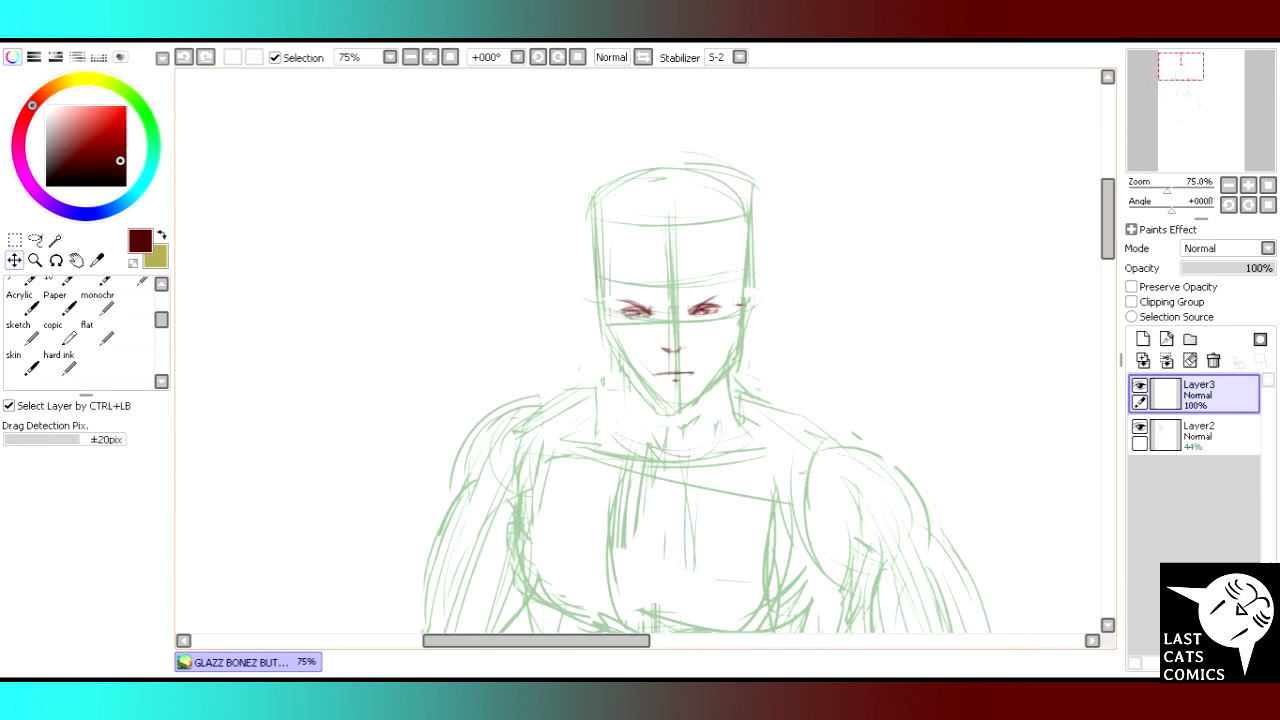 Selection
75%
+000°
Normal
Stabilizer
S-2
Zoom
75.0%
Angle
+000ß
Paints Effect
Mode
Normal
Opacity
100%
Preserve Opacity
Clipping Group
Selection Source
Acrylic Paper monochr
sketch copic flat
skin hard ink
Select Layer by CTRL+LB
Drag Detection Pix.
±20pix
Layer3
Normal
100%
Layer2
Normal
44%
GLAZZ BONEZ BUT... 75%
LAST
CATS
COMICS